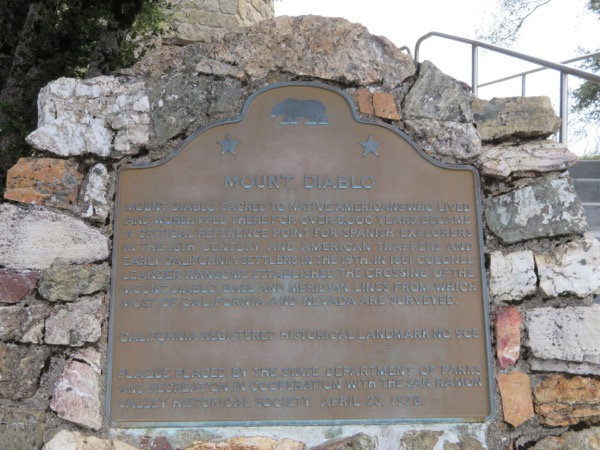 MOUNT DIABLO
MOUNT DIABLO, SACRED TO NATIVE AMERICANS WHO LIVED
AND WORSHIPPED THERE FOR OVER 5000 YEARS, BECAME
A CRITICAL REFERENCE POINT FOR SPANISH EXPLORERS
IN THE 18TH CENTURY AND AMERICAN TRAPPERS AND
EARLY CALIFORNIA SETTLERS IN THE 19TH. IN 1851 COLONEL
LEANDER RANSOM ESTABLISHED THE CROSSING OF THE
MOUNT DIABLO BASE AND MERIDIAN LINES FROM WHICH
MOST OF CALIFORNIA AND NEVADA ARE SURVEYED.
CALIFORNIA REGISTERED HISTORICAL LANDMARK NO. 905
PLAQUE PLACED BY THE STATE DEPARTMENT OF PARKS
AND RECREATION IN COOPERATION WITH THE SAN RAMON
VALLEY HISTORICAL SOCIETY, APRIL 23, 1978.